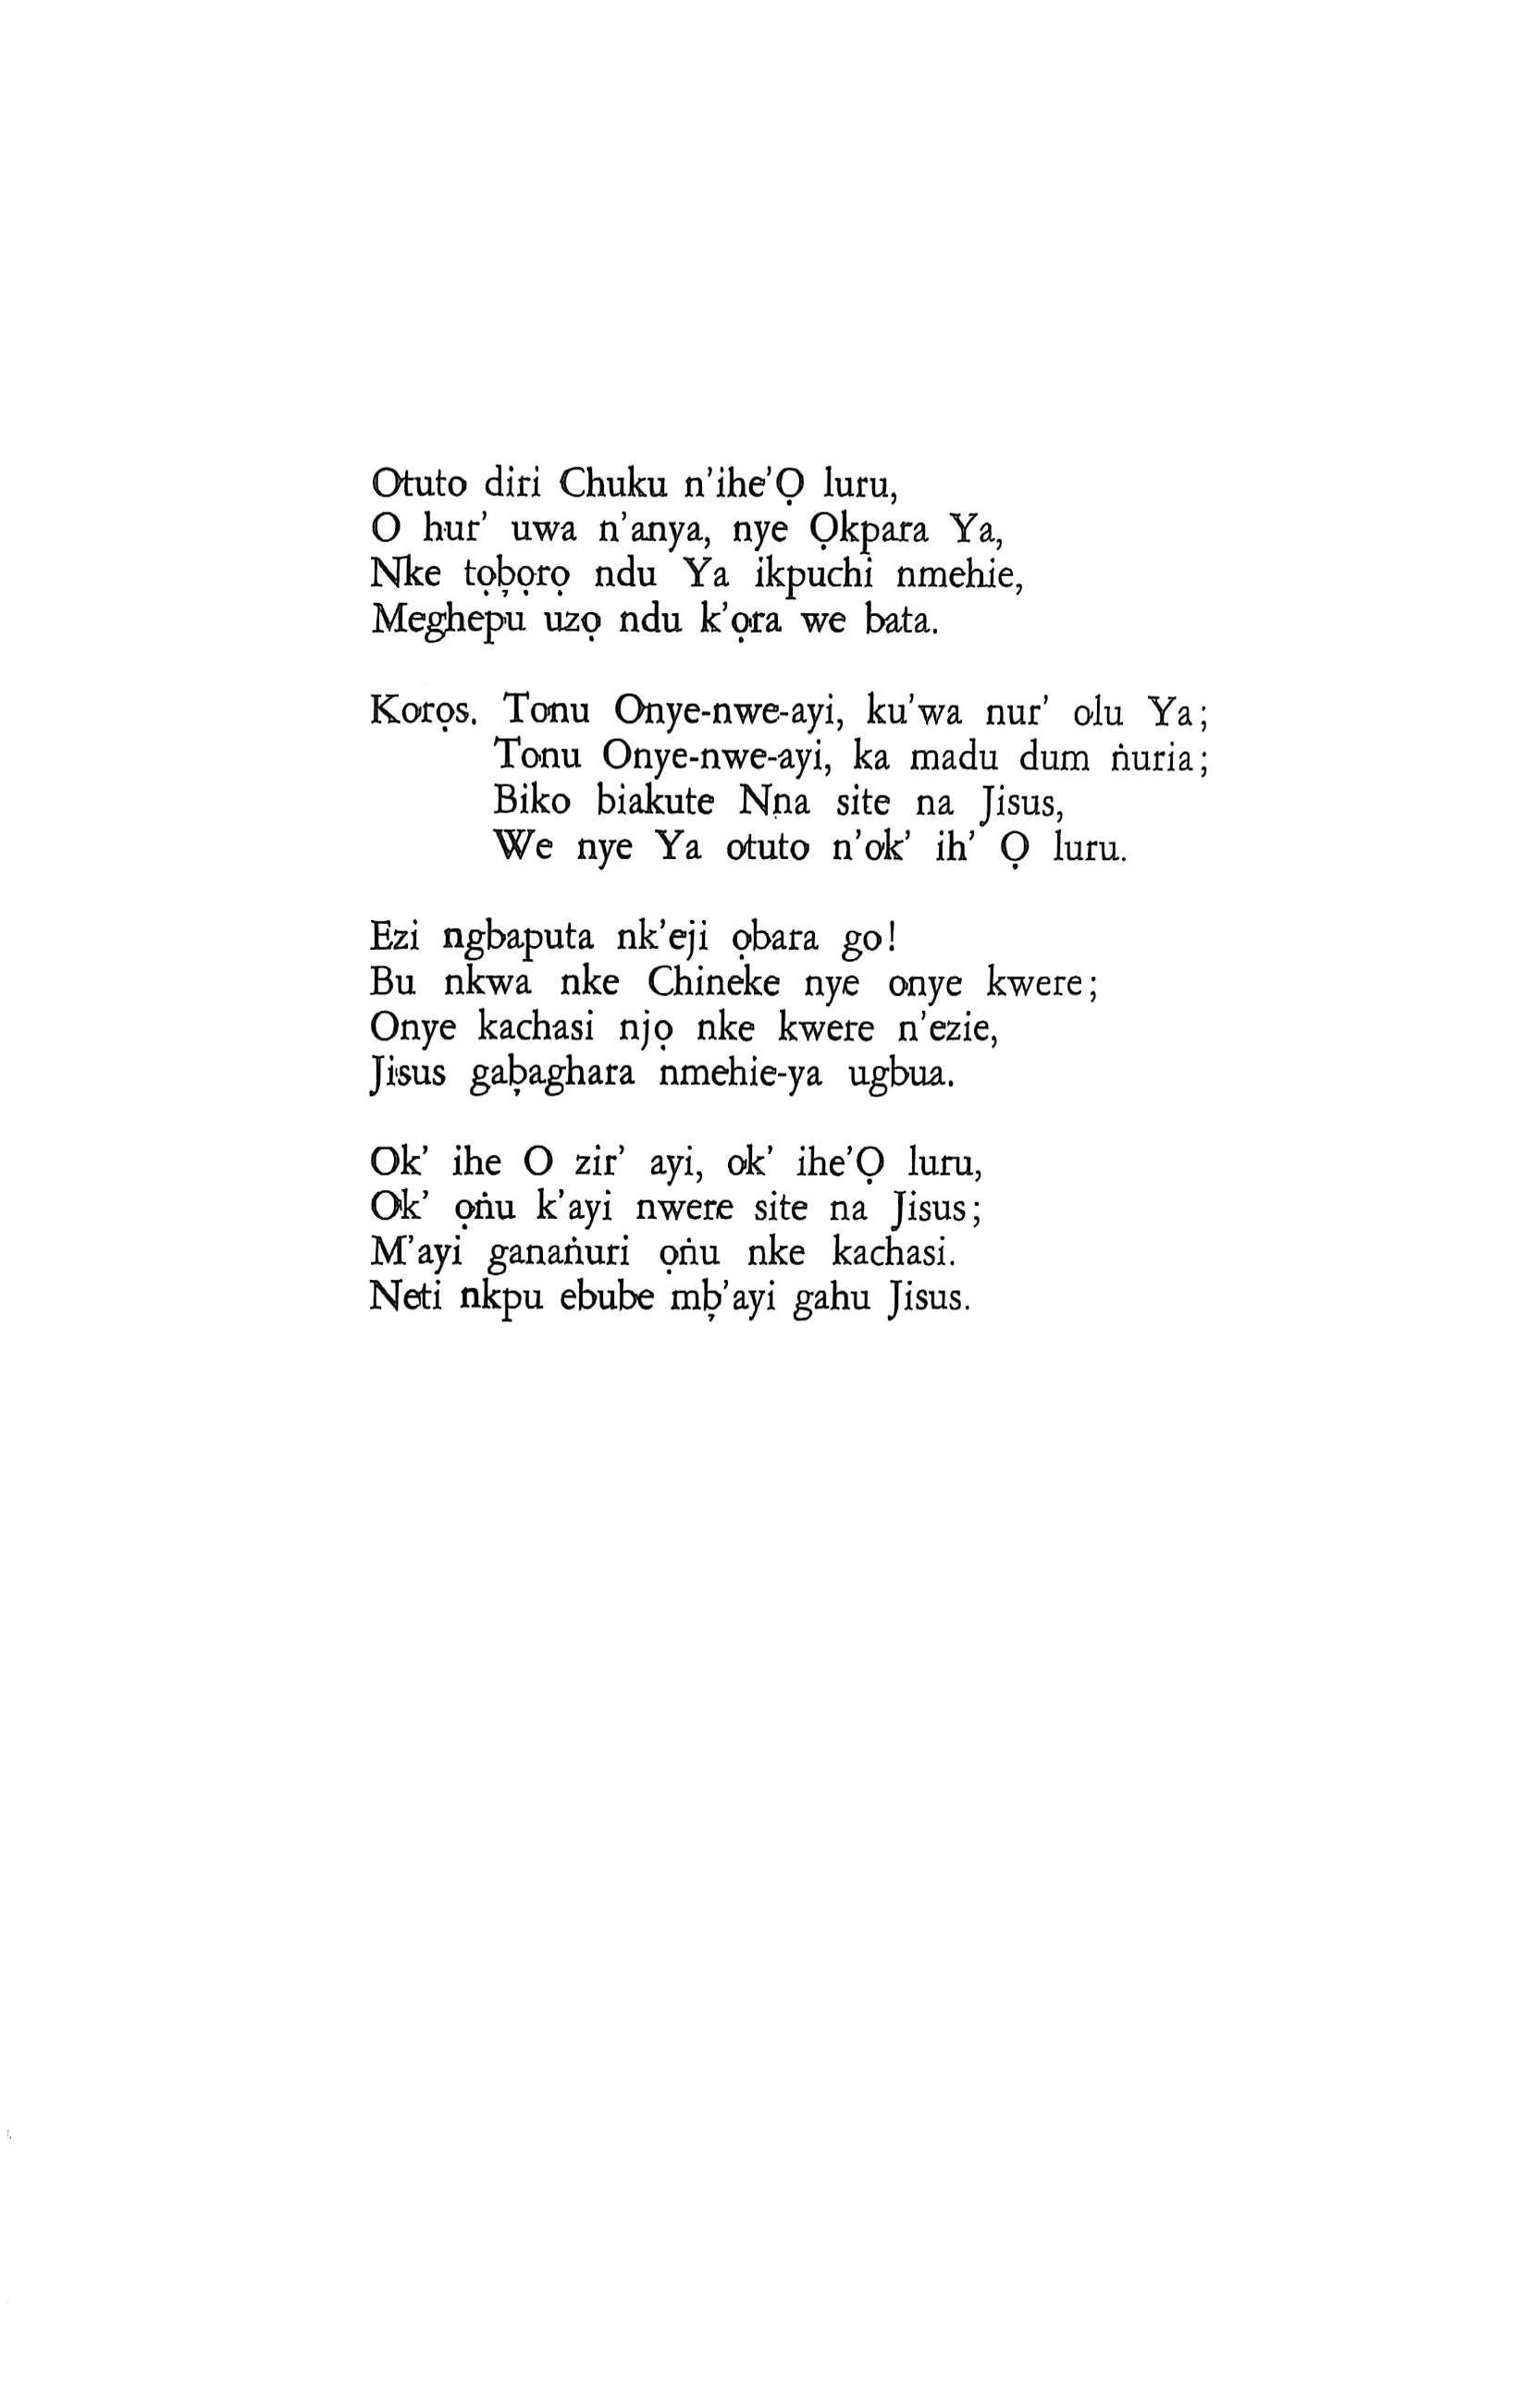 Otuto diri Chuku n'ihe'Ọ luru,
O hur' uwa n'anya, nye Ọkpara Ya,
Nke tọb̦ọrọ ndu Ya ikpuchi nmehie,
Meghepu uzọ ndu k'ọra we bata.
Korọs. Tonu Onye-nwe-ayi, ku'wa nur' olu Ya;
Tonu Onye-nwe-ayi, ka madu dum ṅuria;
Biko biakute Nṇa site na Jisus,
We nye Ya otuto n'ok' ih' Ọ luru.
Ezi ngbaputa nk'eji ọbara go!
Bu nkwa nke Chineke nye onye kwere;
Onye kachasi njọ nke kwere n'ezie,
Jisus gab̦aghara nmehie-ya ugbua.
Ok' ihe O zir' ayi, ok' ihe'Ọ luru,
Ok' ọṅu k'ayi nwere site na Jisus;
M'ayi ganaṅuri ọṅu nke kachasi.
Neti nkpu ebube mb̦'ayi gahu Jisus.